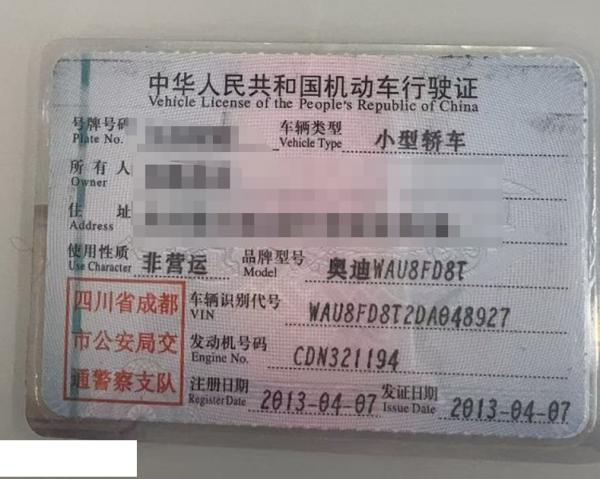 中华人民共和国机动车行驶证
Vehicle License of the People's Republic of China
号牌号码 车辆类型 小型轿车
Plate No. Vehicle Type
所有人
Owner
住址
Address
使用性质 非营运 品牌型号 奥迪WAU8FD8T
Use Character Model
四川省成都
市公安局交
通警察支队
车辆识别代号 WAU8FD8T2DA048927
VIN
发动机号码 CDN321194
Engine No.
注册日期 2013-04-07 发证日期 2013-04-07
Register Date Issue Date